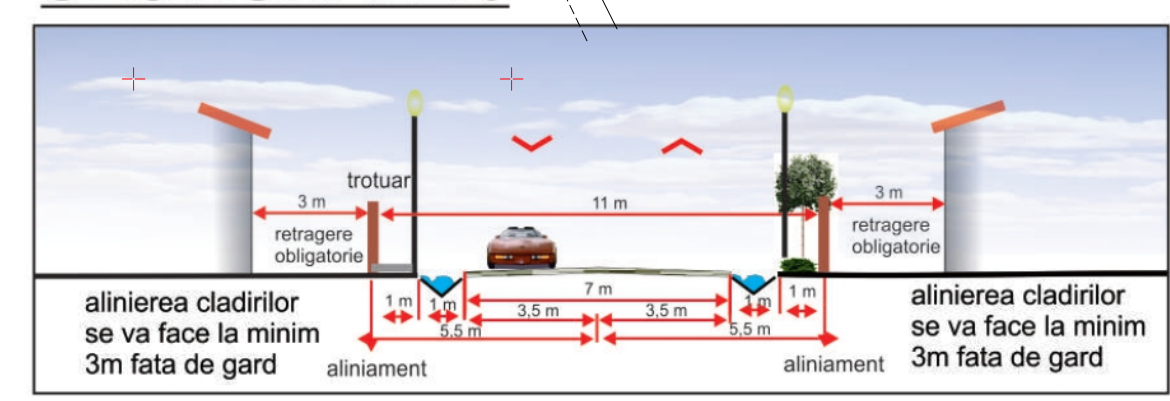 trotuar
3 m
11 m
3 m
retragere
obligatorie
retragere
obligatorie
1 m
1 m
7 m
1 m
1 m
3,5 m
3,5 m
5,5 m
5,5 m
alinierea cladirilor
se va face la minim
3m fata de gard
aliniament
aliniament
alinierea cladirilor
se va face la minim
3m fata de gard